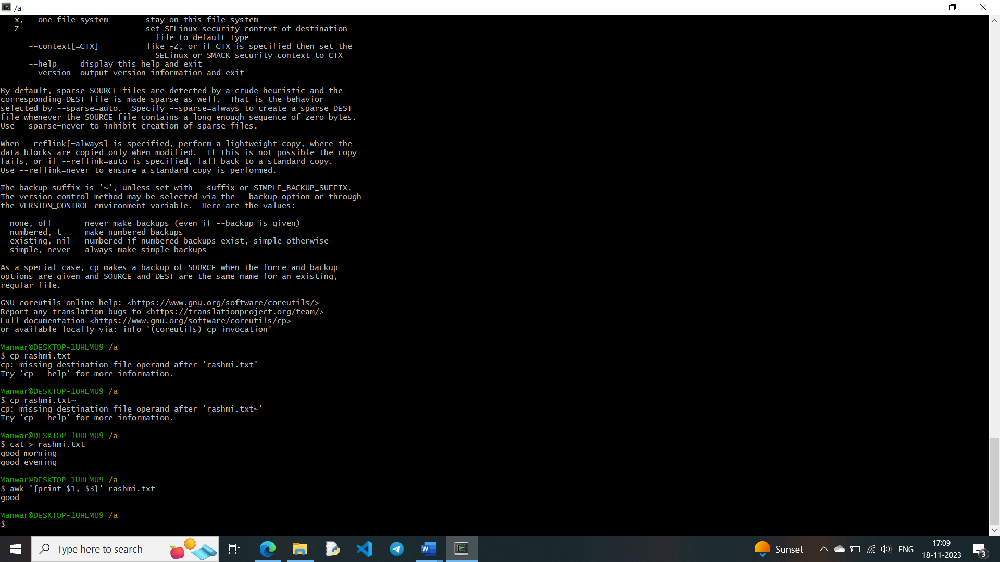 /a
  -x, --one-file-system        stay on this file system
  -Z                           set SELinux security context of destination
                                 file to default type
      --context[=CTX]          like -Z, or if CTX is specified then set the
                                 SELinux or SMACK security context to CTX
      --help     display this help and exit
      --version  output version information and exit

By default, sparse SOURCE files are detected by a crude heuristic and the
corresponding DEST file is made sparse as well.  That is the behavior
selected by --sparse=auto.  Specify --sparse=always to create a sparse DEST
file whenever the SOURCE file contains a long enough sequence of zero bytes.
Use --sparse=never to inhibit creation of sparse files.

When --reflink[=always] is specified, perform a lightweight copy, where the
data blocks are copied only when modified.  If this is not possible the copy
fails, or if --reflink=auto is specified, fall back to a standard copy.
Use --reflink=never to ensure a standard copy is performed.

The backup suffix is '~', unless set with --suffix or SIMPLE_BACKUP_SUFFIX.
The version control method may be selected via the --backup option or through
the VERSION_CONTROL environment variable.  Here are the values:

  none, off       never make backups (even if --backup is given)
  numbered, t     make numbered backups
  existing, nil   numbered if numbered backups exist, simple otherwise
  simple, never   always make simple backups

As a special case, cp makes a backup of SOURCE when the force and backup
options are given and SOURCE and DEST are the same name for an existing,
regular file.

GNU coreutils online help: <https://www.gnu.org/software/coreutils/>
Report any translation bugs to <https://translationproject.org/team/>
Full documentation <https://www.gnu.org/software/coreutils/cp>
or available locally via: info '(coreutils) cp invocation'

Manwar@DESKTOP-1UHLMU9 /a
$ cp rashmi.txt
cp: missing destination file operand after 'rashmi.txt'
Try 'cp --help' for more information.

Manwar@DESKTOP-1UHLMU9 /a
$ cp rashmi.txt~
cp: missing destination file operand after 'rashmi.txt~'
Try 'cp --help' for more information.

Manwar@DESKTOP-1UHLMU9 /a
$ cat > rashmi.txt
good morning
good evening

Manwar@DESKTOP-1UHLMU9 /a
$ awk '{print $1, $3}' rashmi.txt
good

Manwar@DESKTOP-1UHLMU9 /a
$
Type here to search
Sunset
ENG
17:09
18-11-2023
3